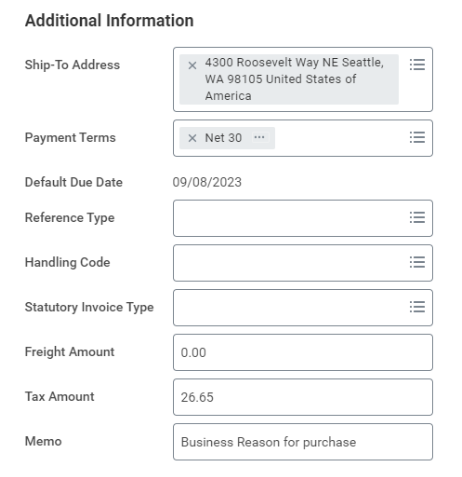 Additional Information
Ship-To Address
× 4300 Roosevelt Way NE Seattle,
WA 98105 United States of
America
Payment Terms
× Net 30 ...
Default Due Date 09/08/2023
Reference Type
Handling Code
Statutory Invoice Type
Freight Amount 0.00
Tax Amount 26.65
Memo Business Reason for purchase